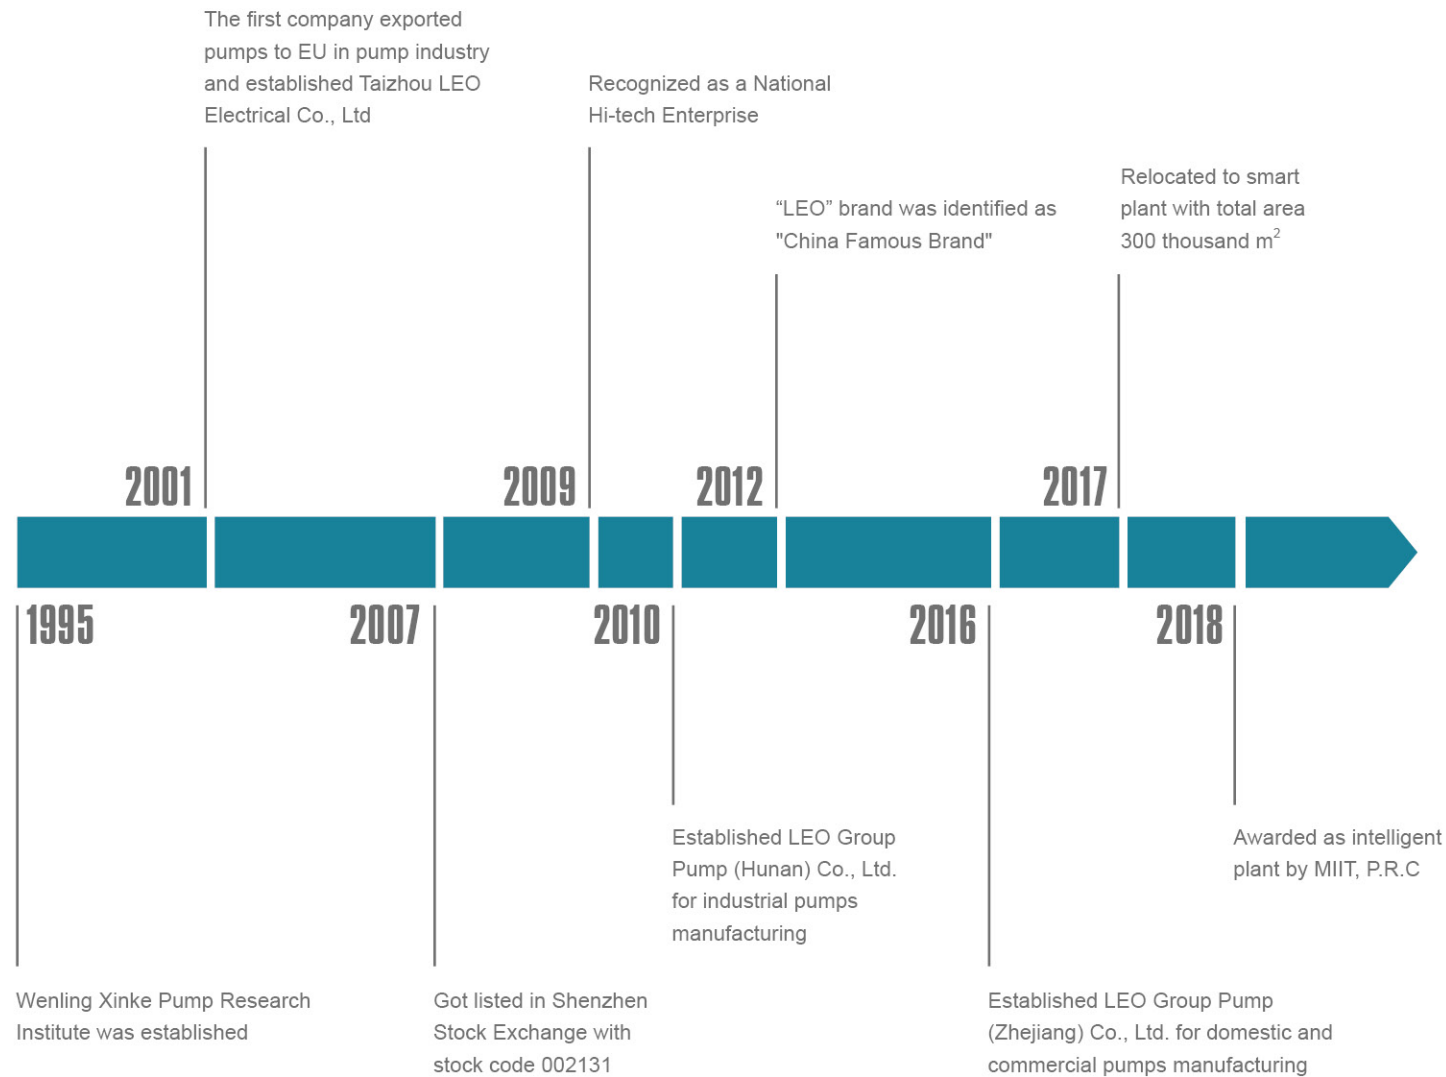 The first company exported
pumps to EU in pump industry
and established Taizhou LEO
Electrical Co., Ltd
Recognized as a National
Hi-tech Enterprise
“LEO” brand was identified as
"China Famous Brand"
Relocated to smart
plant with total area
300 thousand m²
2001
2009
2012
2017
1995
2007
2010
2016
2018
Established LEO Group
Pump (Hunan) Co., Ltd.
for industrial pumps
manufacturing
Awarded as intelligent
plant by MIIT, P.R.C
Wenling Xinke Pump Research
Institute was established
Got listed in Shenzhen
Stock Exchange with
stock code 002131
Established LEO Group Pump
(Zhejiang) Co., Ltd. for domestic and
commercial pumps manufacturing